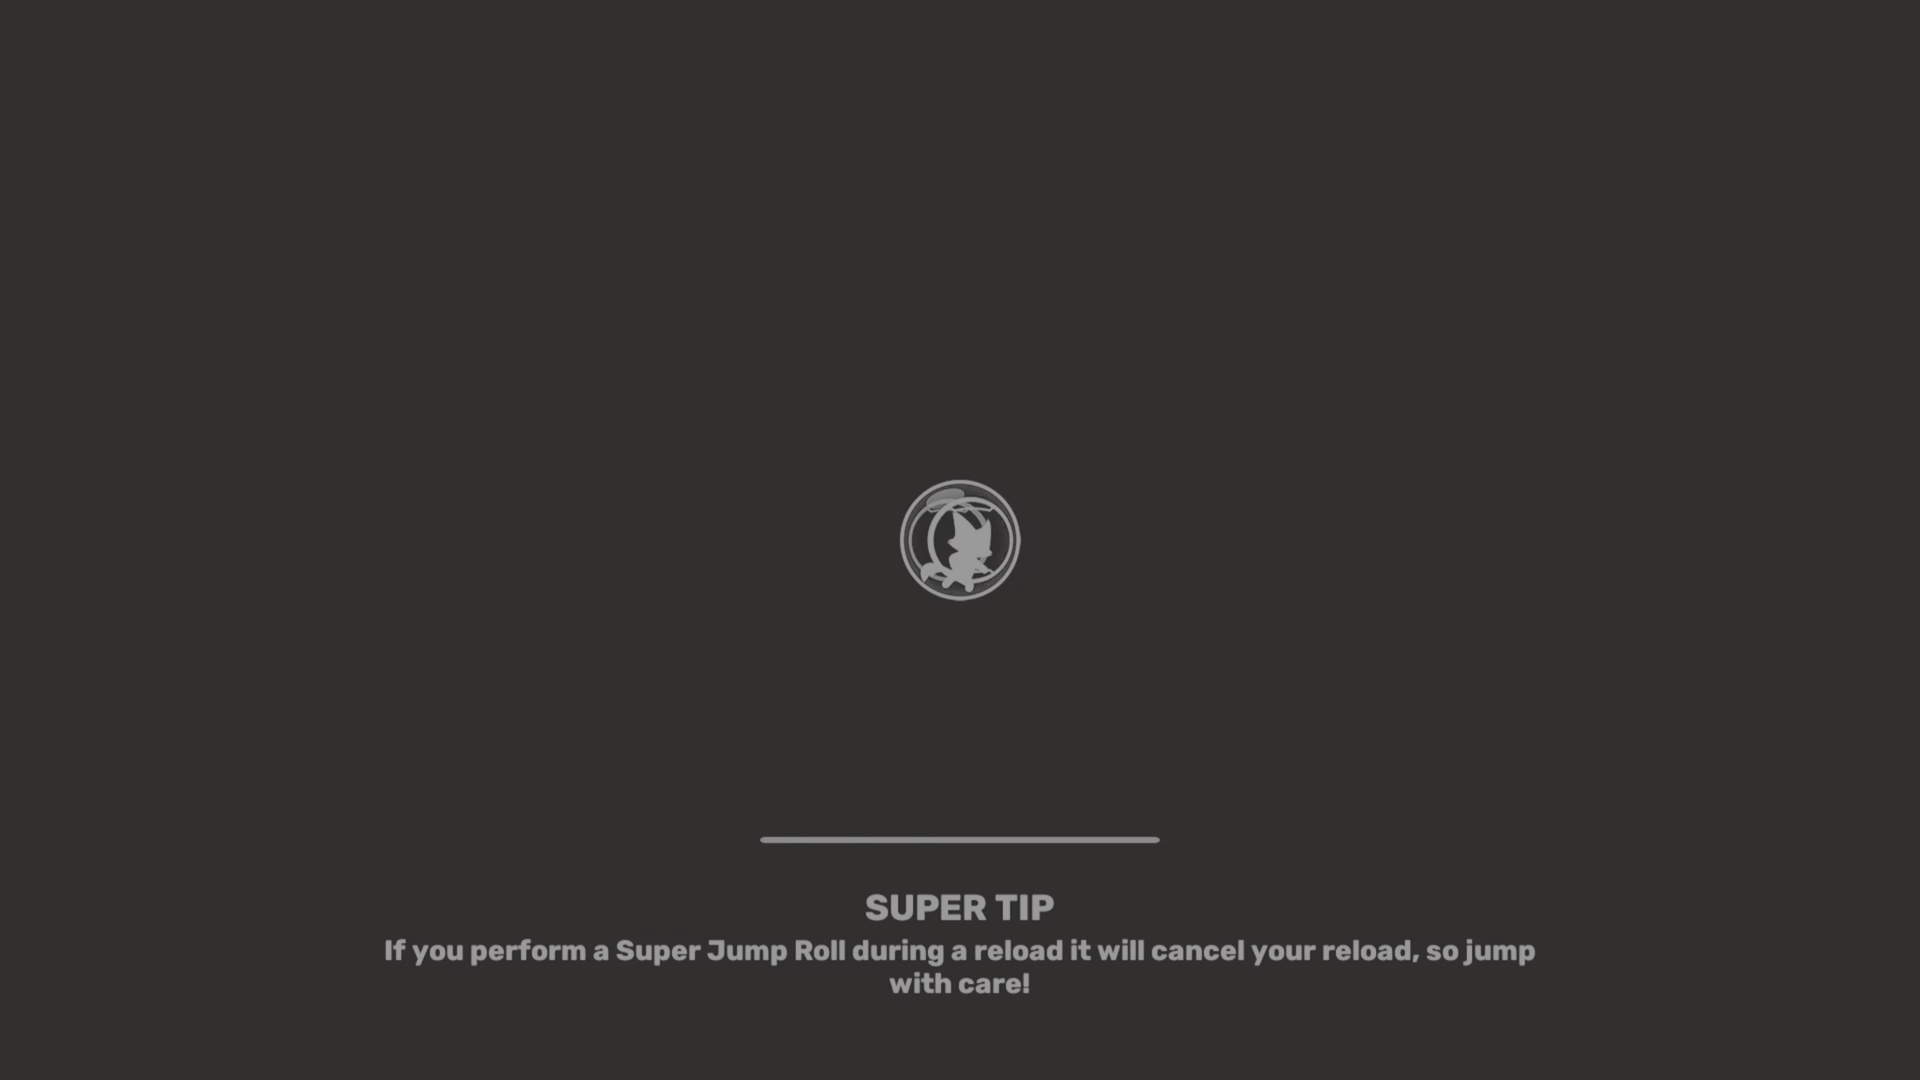 SUPER TIP
If you perform a Super Jump Roll during a reload it will cancel your reload, so jump
with care!